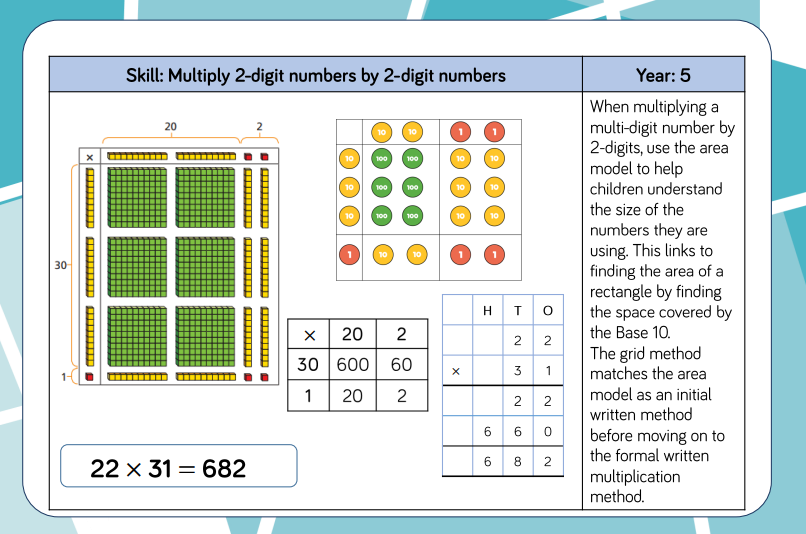 Skill: Multiply 2-digit numbers by 2-digit numbers
Year: 5
20 2
×
30
1
10 10 1 1
10 100 100 10 10
10 100 100 10 10
10 100 100 10 10
1 10 10 1 1
× 20 2
30 600 60
1 20 2
H T O
2 2
× 3 1
2 2
6 6 0
6 8 2
22 × 31 = 682
When multiplying a
multi-digit number by
2-digits, use the area
model to help
children understand
the size of the
numbers they are
using. This links to
finding the area of a
rectangle by finding
the space covered by
the Base 10.
The grid method
matches the area
model as an initial
written method
before moving on to
the formal written
multiplication
method.